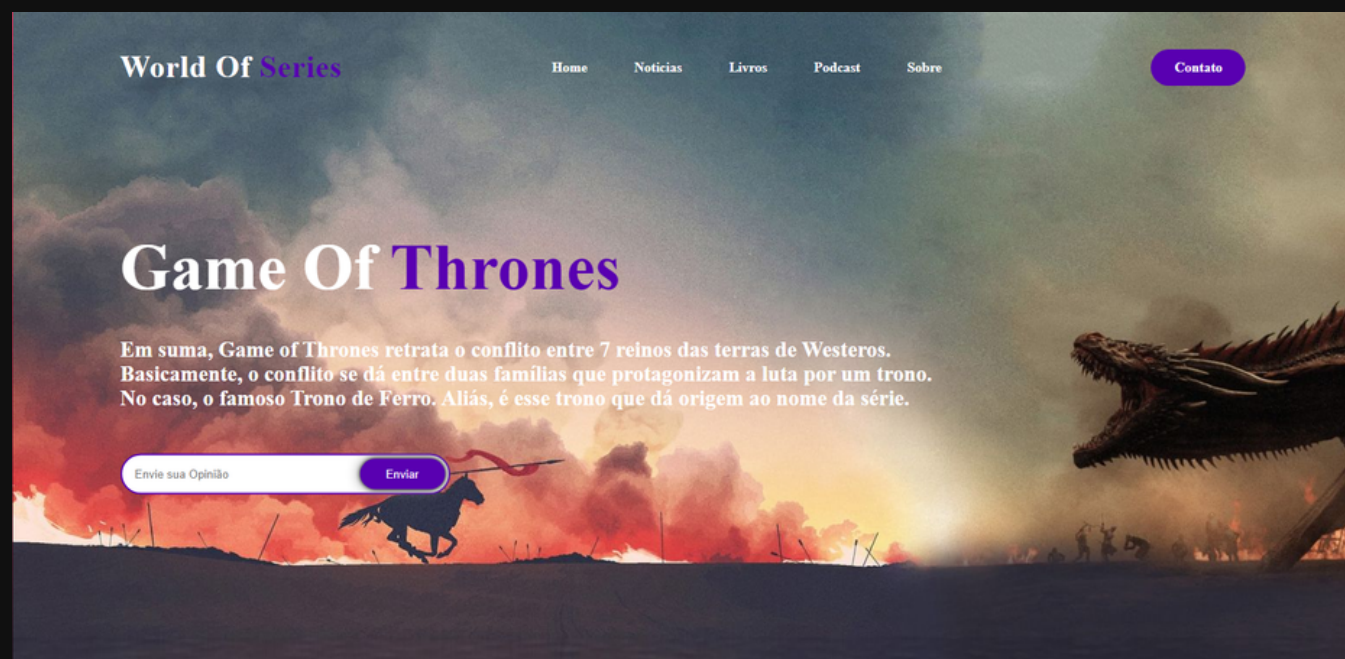 World Of Series
Home Noticias Livros Podcast Sobre
Contato
Game Of Thrones
Em suma, Game of Thrones retrata o conflito entre 7 reinos das terras de Westeros.
Basicamente, o conflito se dá entre duas famílias que protagonizam a luta por um trono.
No caso, o famoso Trono de Ferro. Aliás, é esse trono que dá origem ao nome da série.
Envie sua Opinião
Enviar